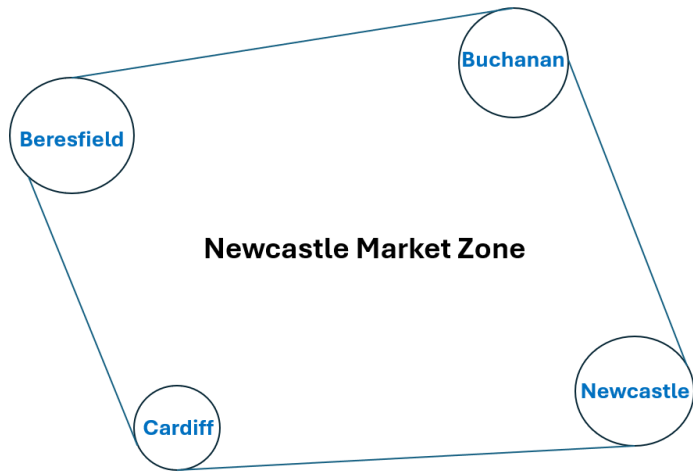 Buchanan
Beresfield
Newcastle Market Zone
Newcastle
Cardiff